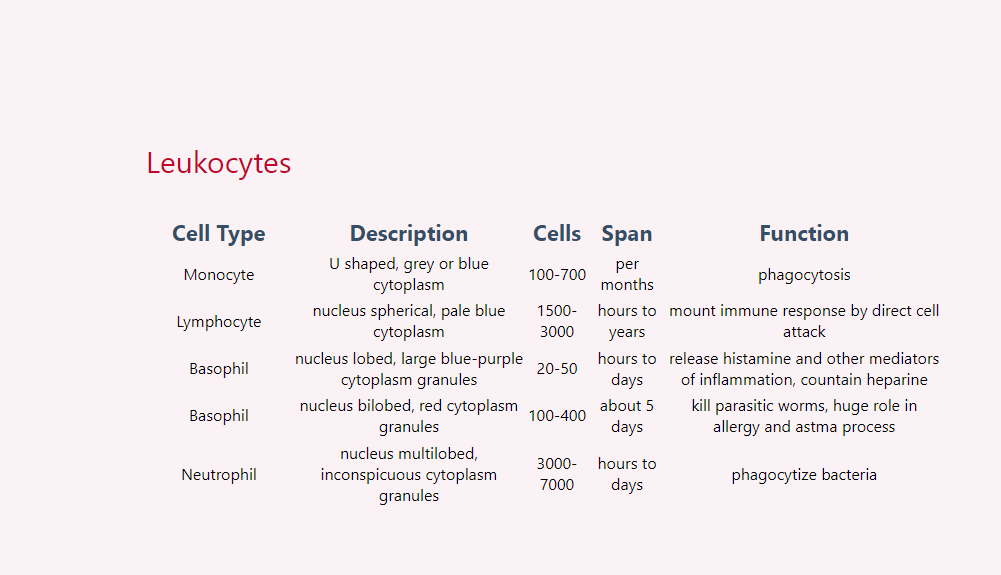 Leukocytes
Cell Type Description Cells Span Function
Monocyte U shaped, grey or blue cytoplasm 100-700 per months phagocytosis
Lymphocyte nucleus spherical, pale blue cytoplasm 1500-3000 hours to years mount immune response by direct cell attack
Basophil nucleus lobed, large blue-purple cytoplasm granules 20-50 hours to days release histamine and other mediators of inflammation, countain heparine
Basophil nucleus bilobed, red cytoplasm granules 100-400 about 5 days kill parasitic worms, huge role in allergy and astma process
Neutrophil nucleus multilobed, inconspicuous cytoplasm granules 3000-7000 hours to days phagocytize bacteria